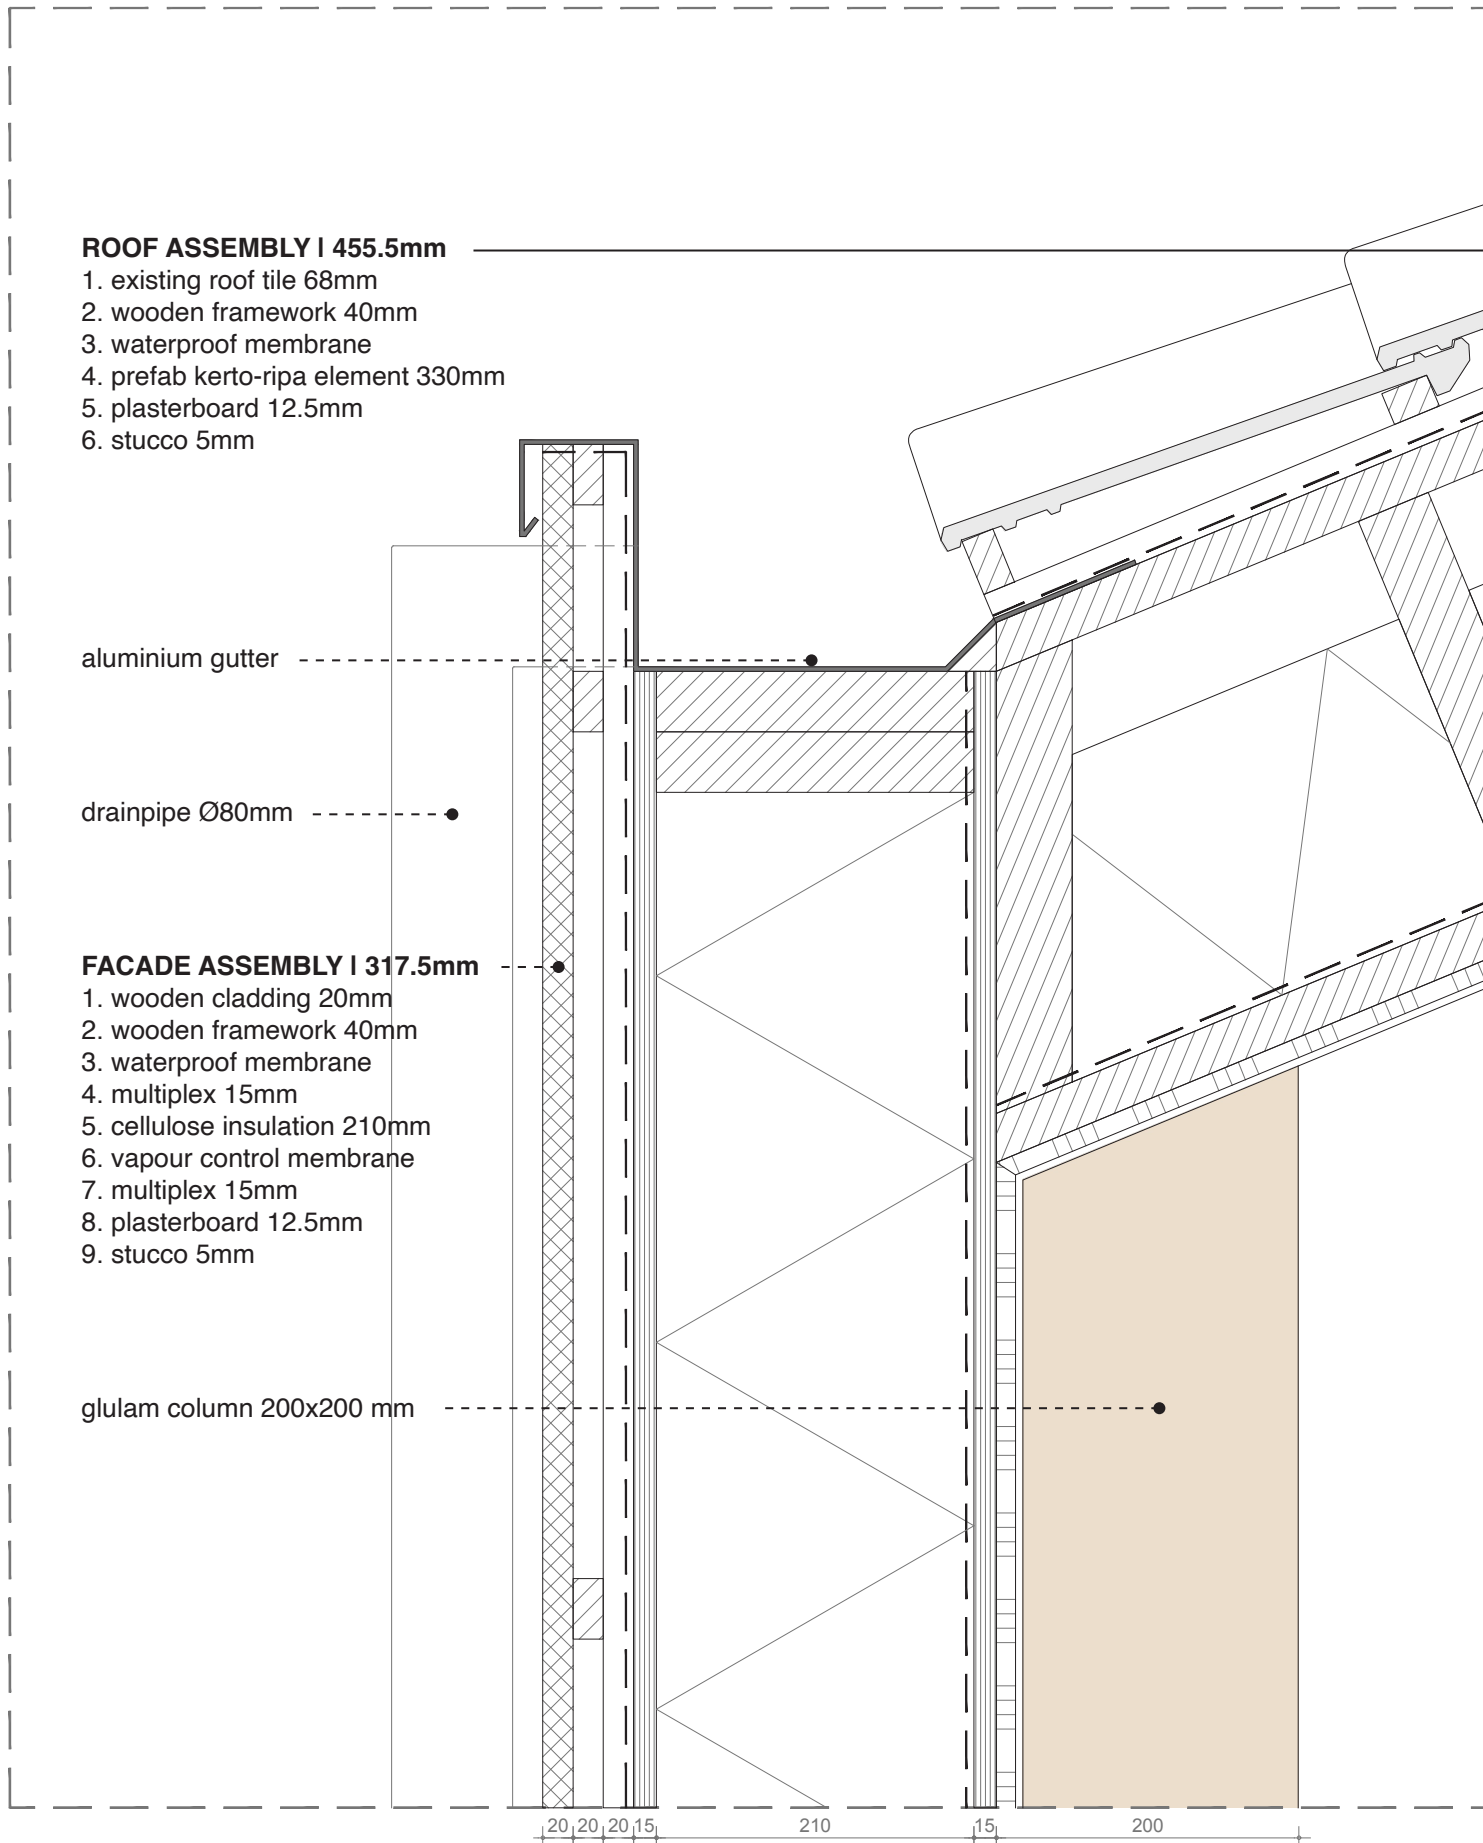 ROOF ASSEMBLY | 455.5mm
1. existing roof tile 68mm
2. wooden framework 40mm
3. waterproof membrane
4. prefab kerto-ripa element 330mm
5. plasterboard 12.5mm
6. stucco 5mm
aluminium gutter
drainpipe Ø80mm
FACADE ASSEMBLY | 317.5mm
1. wooden cladding 20mm
2. wooden framework 40mm
3. waterproof membrane
4. multiplex 15mm
5. cellulose insulation 210mm
6. vapour control membrane
7. multiplex 15mm
8. plasterboard 12.5mm
9. stucco 5mm
glulam column 200x200 mm
20 20 20 15 210 15 200